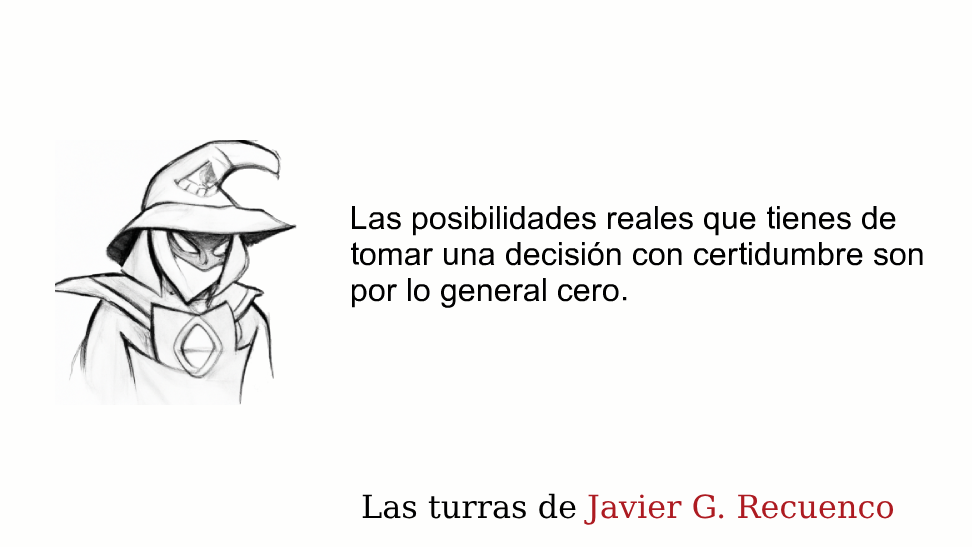 Las posibilidades reales que tienes de
tomar una decisión con certidumbre son
por lo general cero.
Las turras de Javier G. Recuenco